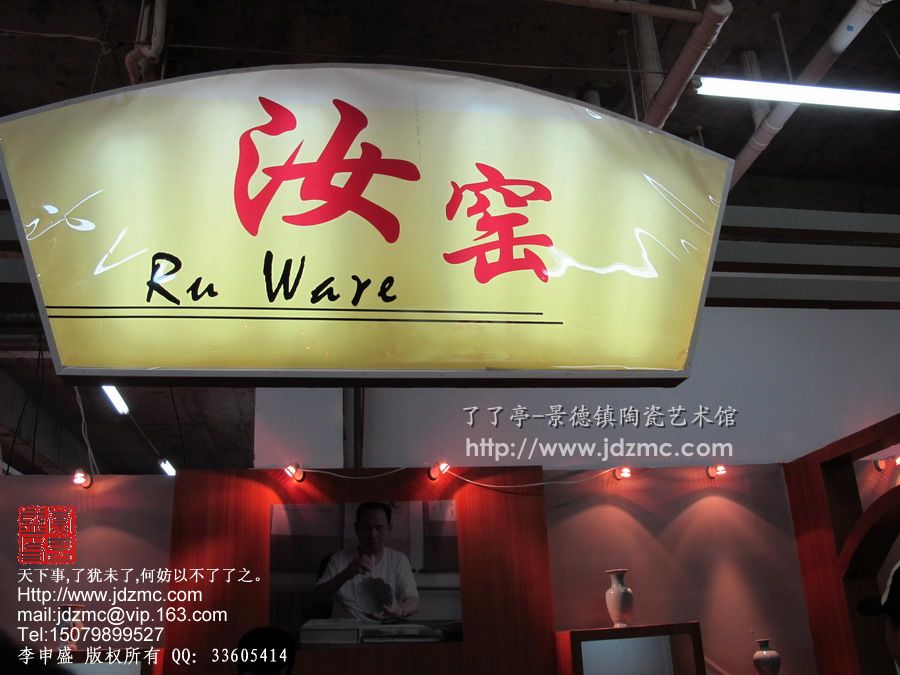 汝窑
Ru Ware
了了亭-景德镇陶瓷艺术馆
http://www.jdzmc.com
天下事,了犹未了,何妨以不了了之。
Http://www.jdzmc.com
mail:jdzmc@vip.163.com
Tel:15079899527
李申盛 版权所有 QQ: 33605414